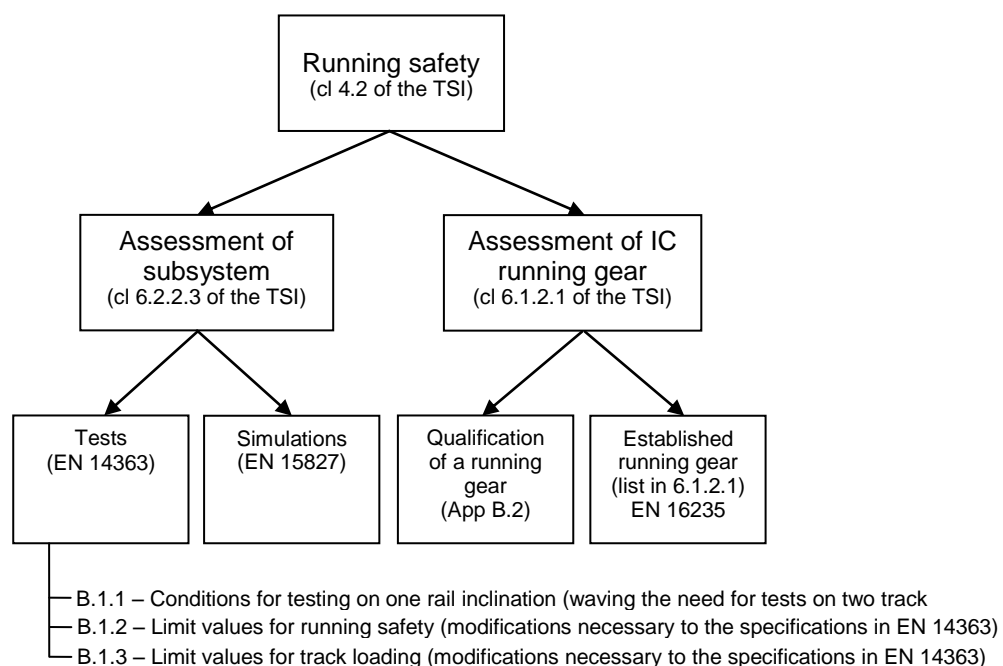 Running safety
(cl 4.2 of the TSI)
Assessment of
subsystem
(cl 6.2.2.3 of the TSI)
Assessment of IC
running gear
(cl 6.1.2.1 of the TSI)
Tests
(EN 14363)
Simulations
(EN 15827)
Qualification
of a running
gear
(App B.2)
Established
running gear
(list in 6.1.2.1)
EN 16235
B.1.1 – Conditions for testing on one rail inclination (waving the need for tests on two track
B.1.2 – Limit values for running safety (modifications necessary to the specifications in EN 14363)
B.1.3 – Limit values for track loading (modifications necessary to the specifications in EN 14363)